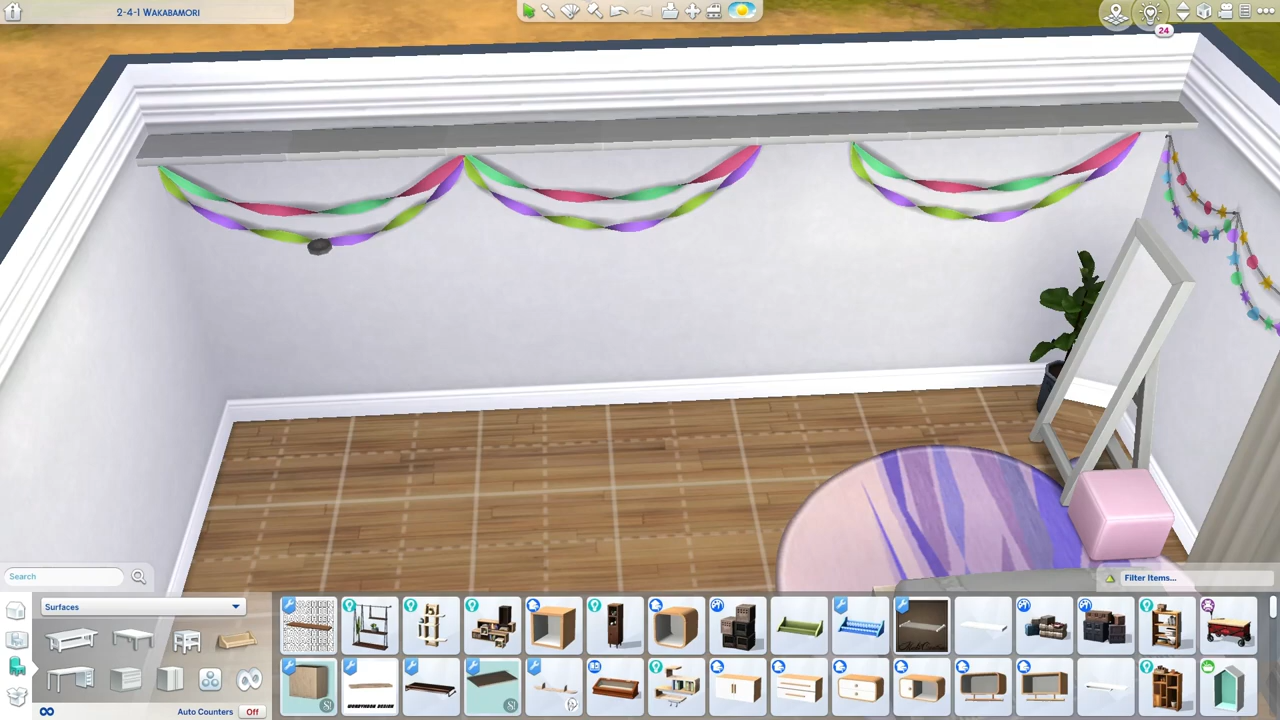 2-4-1 Wakabamori
24
Search
Filter Items...
Surfaces
Auto Counters
Off